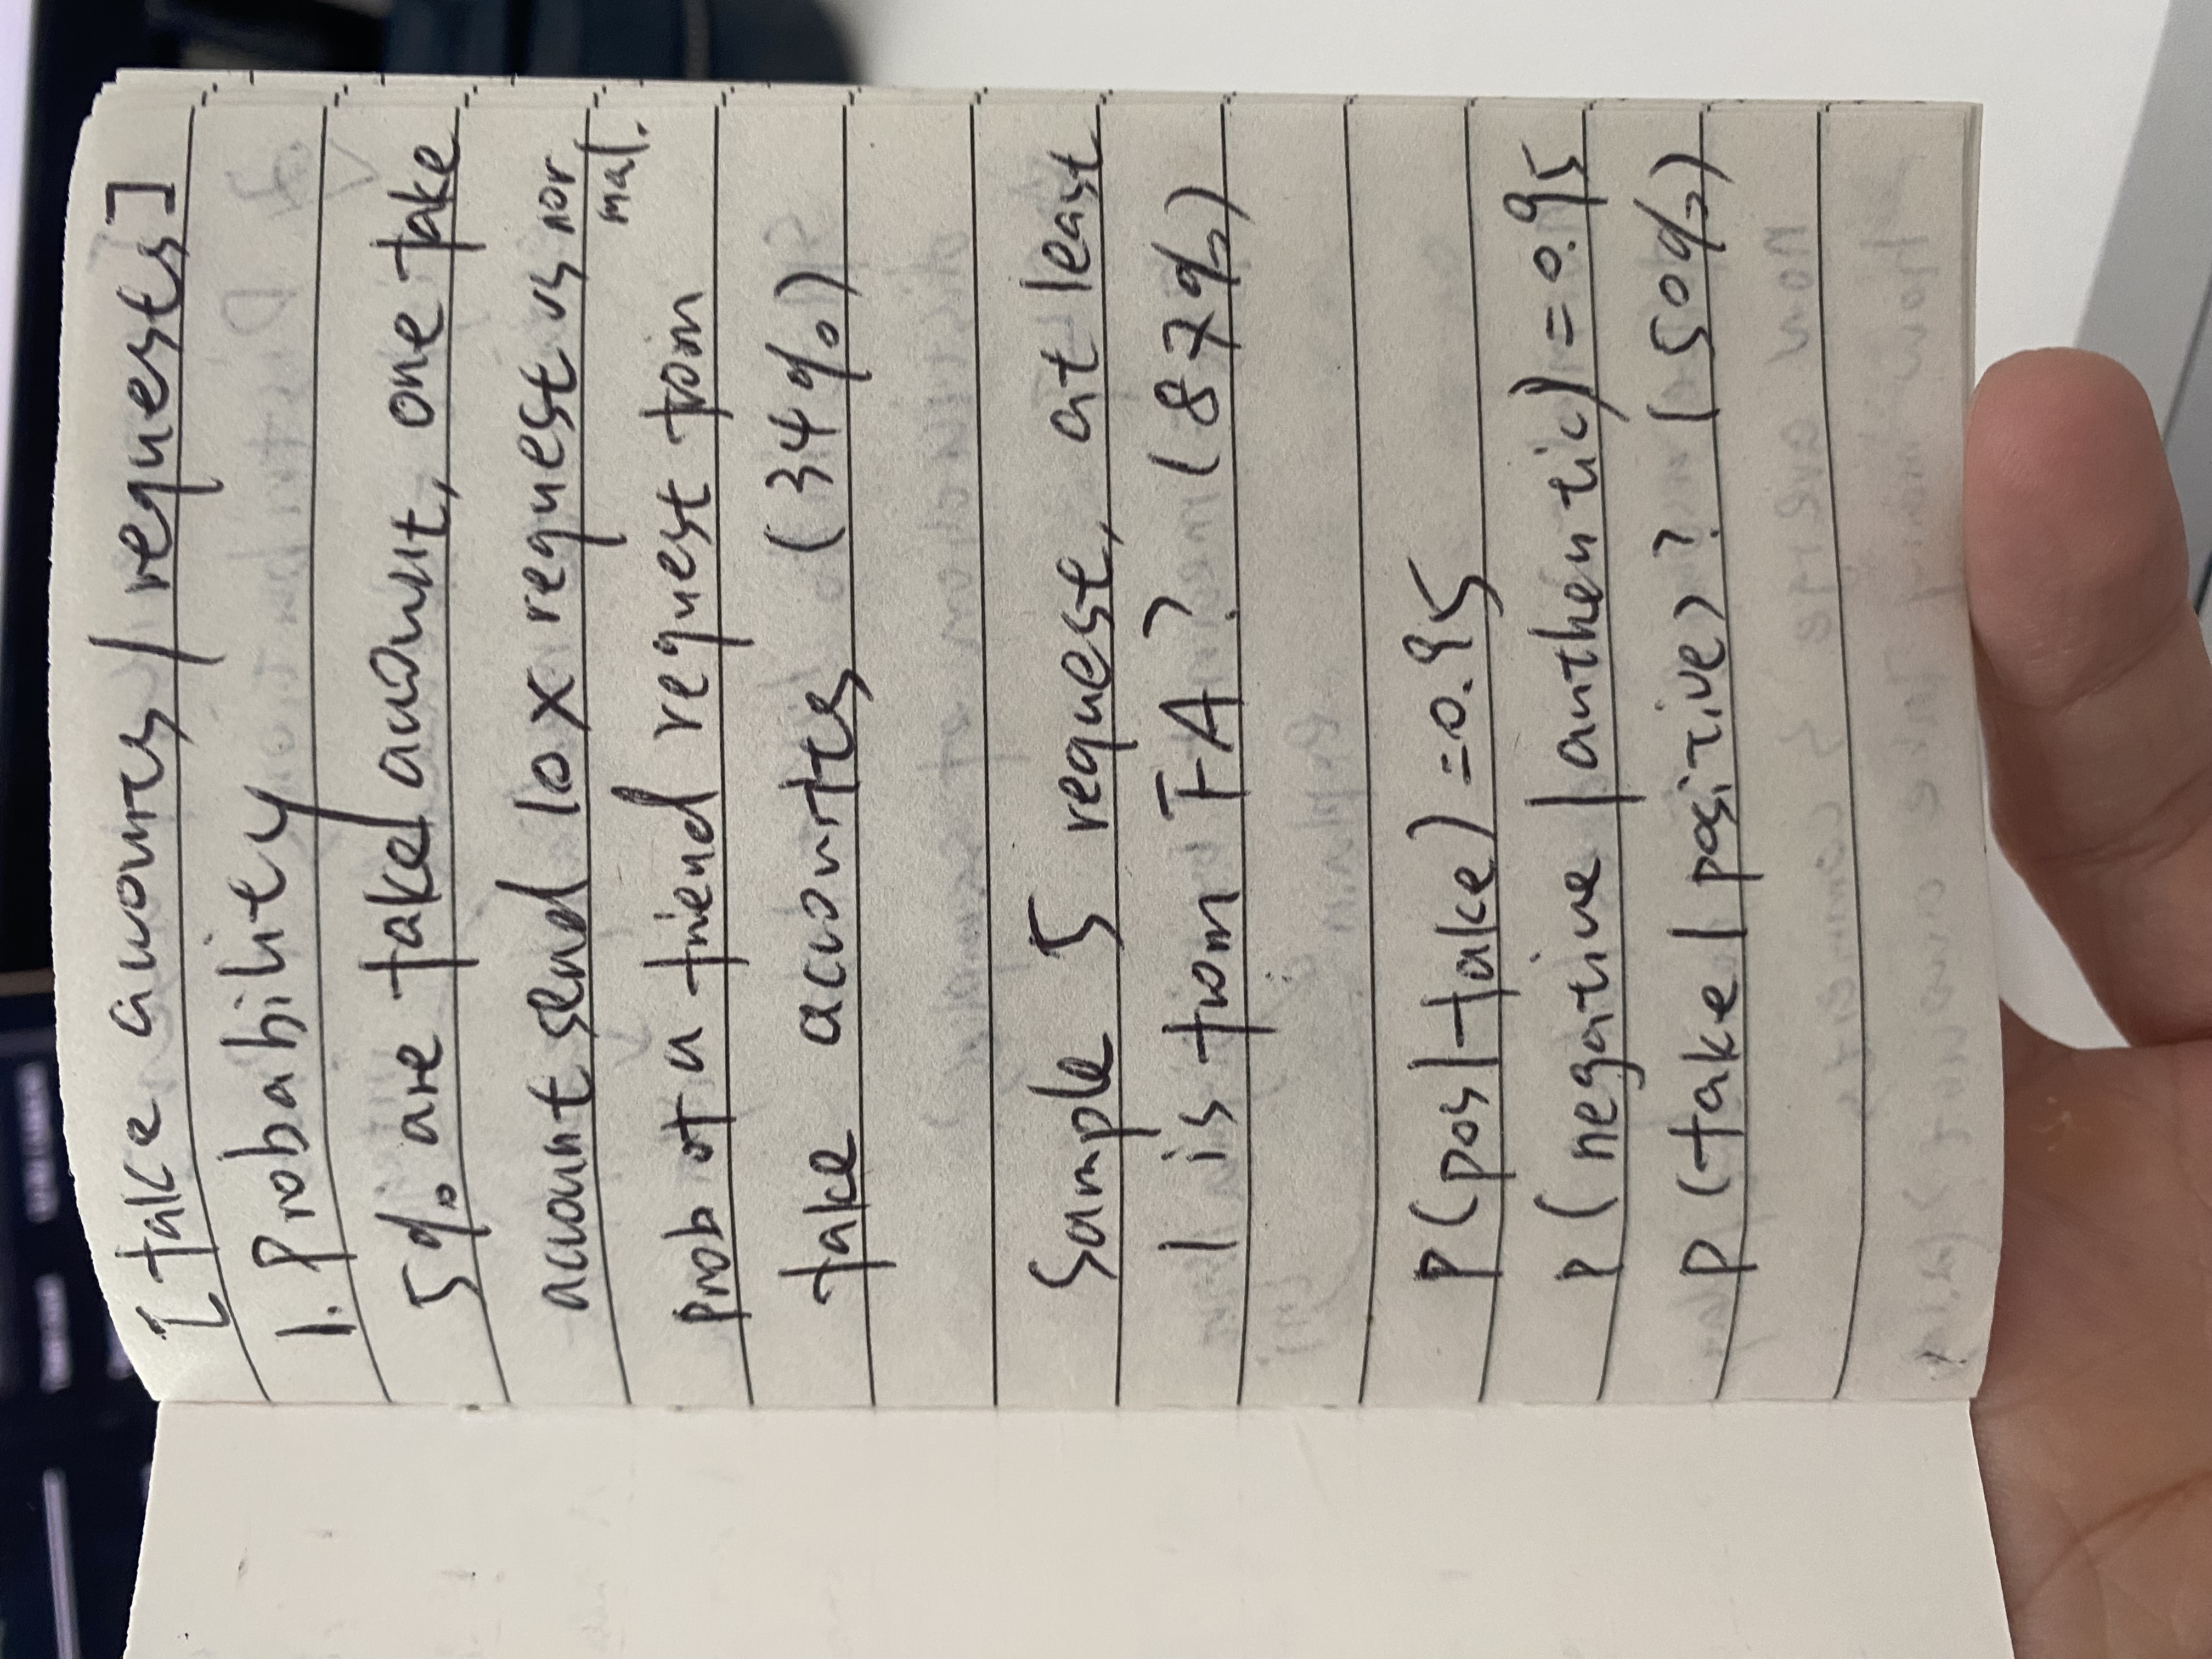 [fake accounts / requests]
1. Probability
5% are fake account, one fake
account send 10x request vs nor
mal.
prob of a friend request from
fake accounts (34%)
Sample 5 request, at least
1 is from FA? (87%)
P(pos|fake) = 0.95
P(negative | authentic) = 0.95
P(fake | positive)? (50%)